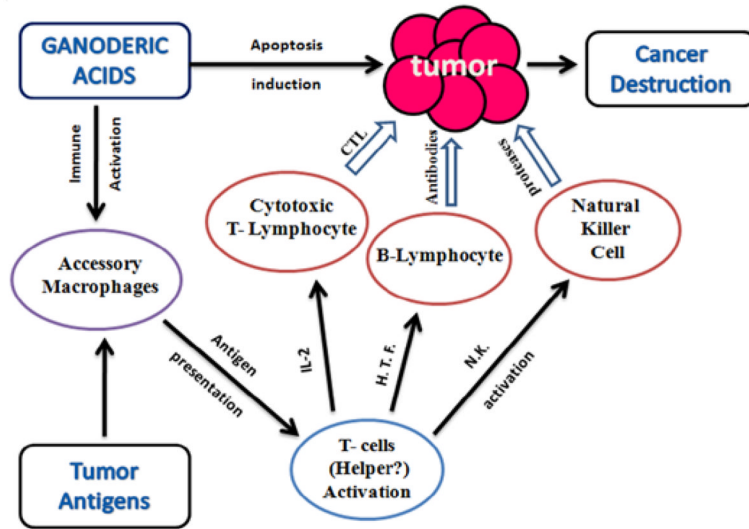 GANODERIC
ACIDS
Apoptosis
induction
tumor
Cancer
Destruction
Immune
Activation
CTL
Antibodies
proteases
Cytotoxic
T- Lymphocyte
B-Lymphocyte
Natural
Killer
Cell
Accessory
Macrophages
Antigen
presentation
IL-2
H. T. F.
N.K.
activation
T- cells
(Helper?)
Activation
Tumor
Antigens